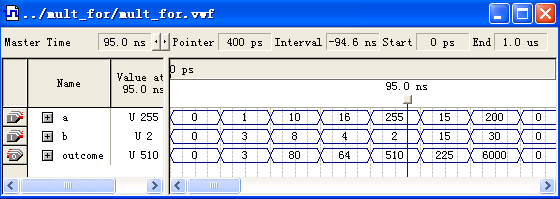 ../mult_for/mult_for.vwf
Master Time 95.0 ns Pointer 400 ps Interval -94.6 ns Start 0 ps End 1.0 us
Name Value at 95.0 ns 0 ps
95.0 ns
a U 255 0 1 10 16 255 15 200 0
b U 2 0 3 8 4 2 15 30 0
outcome U 510 0 3 80 64 510 225 6000 0